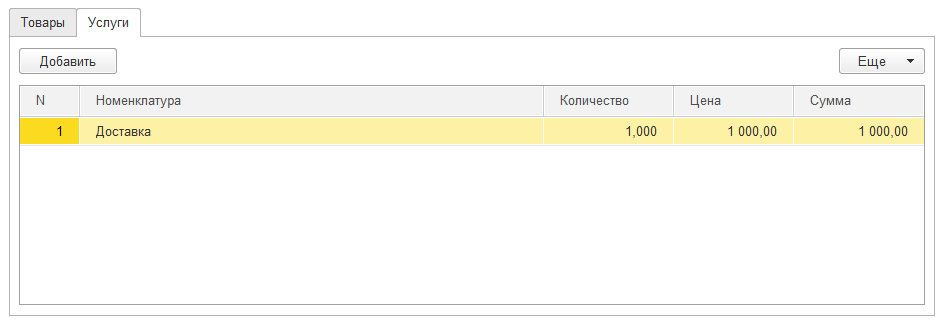 Товары Услуги
Добавить Еще
N Номенклатура Количество Цена Сумма
1 Доставка 1,000 1 000,00 1 000,00